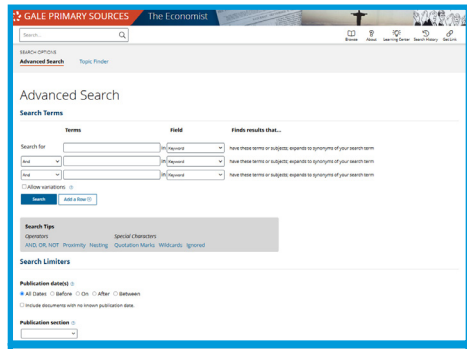 GALE PRIMARY SOURCES The Economist
Search...
Browse About Learning Center Search History Get Link
SEARCH OPTIONS
Advanced Search Topic Finder
Advanced Search
Search Terms
Terms Field Finds results that...
Search for in Keyword have these terms or subjects; expands to synonyms of your search term
And in Keyword have these terms or subjects; expands to synonyms of your search term
And in Keyword have these terms or subjects; expands to synonyms of your search term
Allow variations
Search Add a Row
Search Tips
Operators Special Characters
AND, OR, NOT Proximity Nesting Quotation Marks Wildcards Ignored
Search Limiters
Publication date(s)
All Dates Before On After Between
Include documents with no known publication date.
Publication section